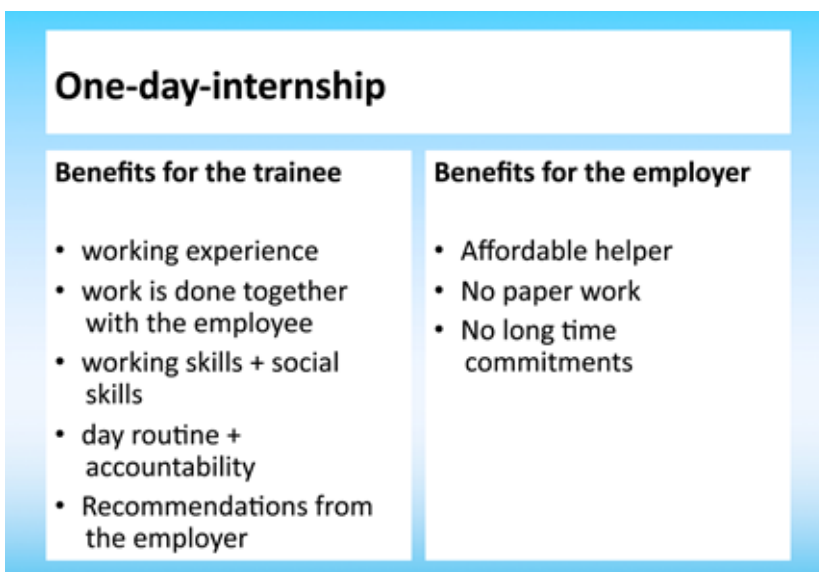 One-day-internship
Benefits for the trainee
• working experience
• work is done together
with the employee
• working skills + social
skills
• day routine +
accountability
• Recommendations from
the employer
Benefits for the employer
• Affordable helper
• No paper work
• No long time
commitments